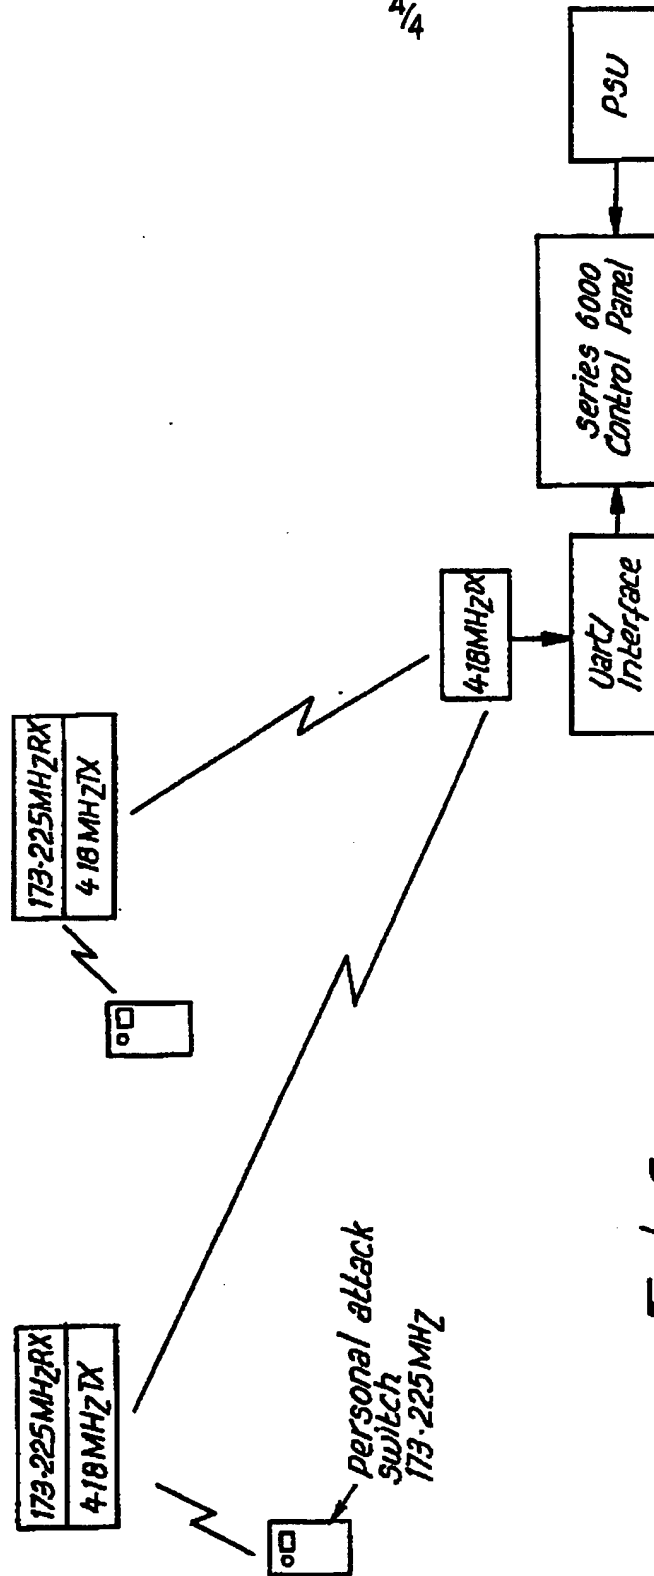 4/4
173·225MHZRX
418MHZTX
173·225MHZRX
418MHZTX
personal attack
switch
173·225MHZ
418MHZTX
Uart/
Interface
Series 6000
Control Panel
PSU